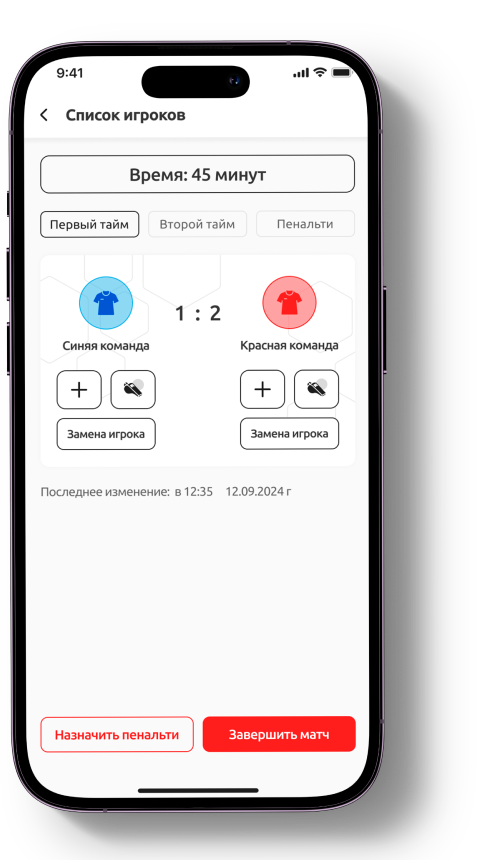 9:41
Список игроков
Время: 45 минут
Первый тайм Второй тайм Пенальти
1 : 2
Синяя команда Красная команда
Замена игрока Замена игрока
Последнее изменение: в 12:35 12.09.2024 г
Назначить пенальти Завершить матч